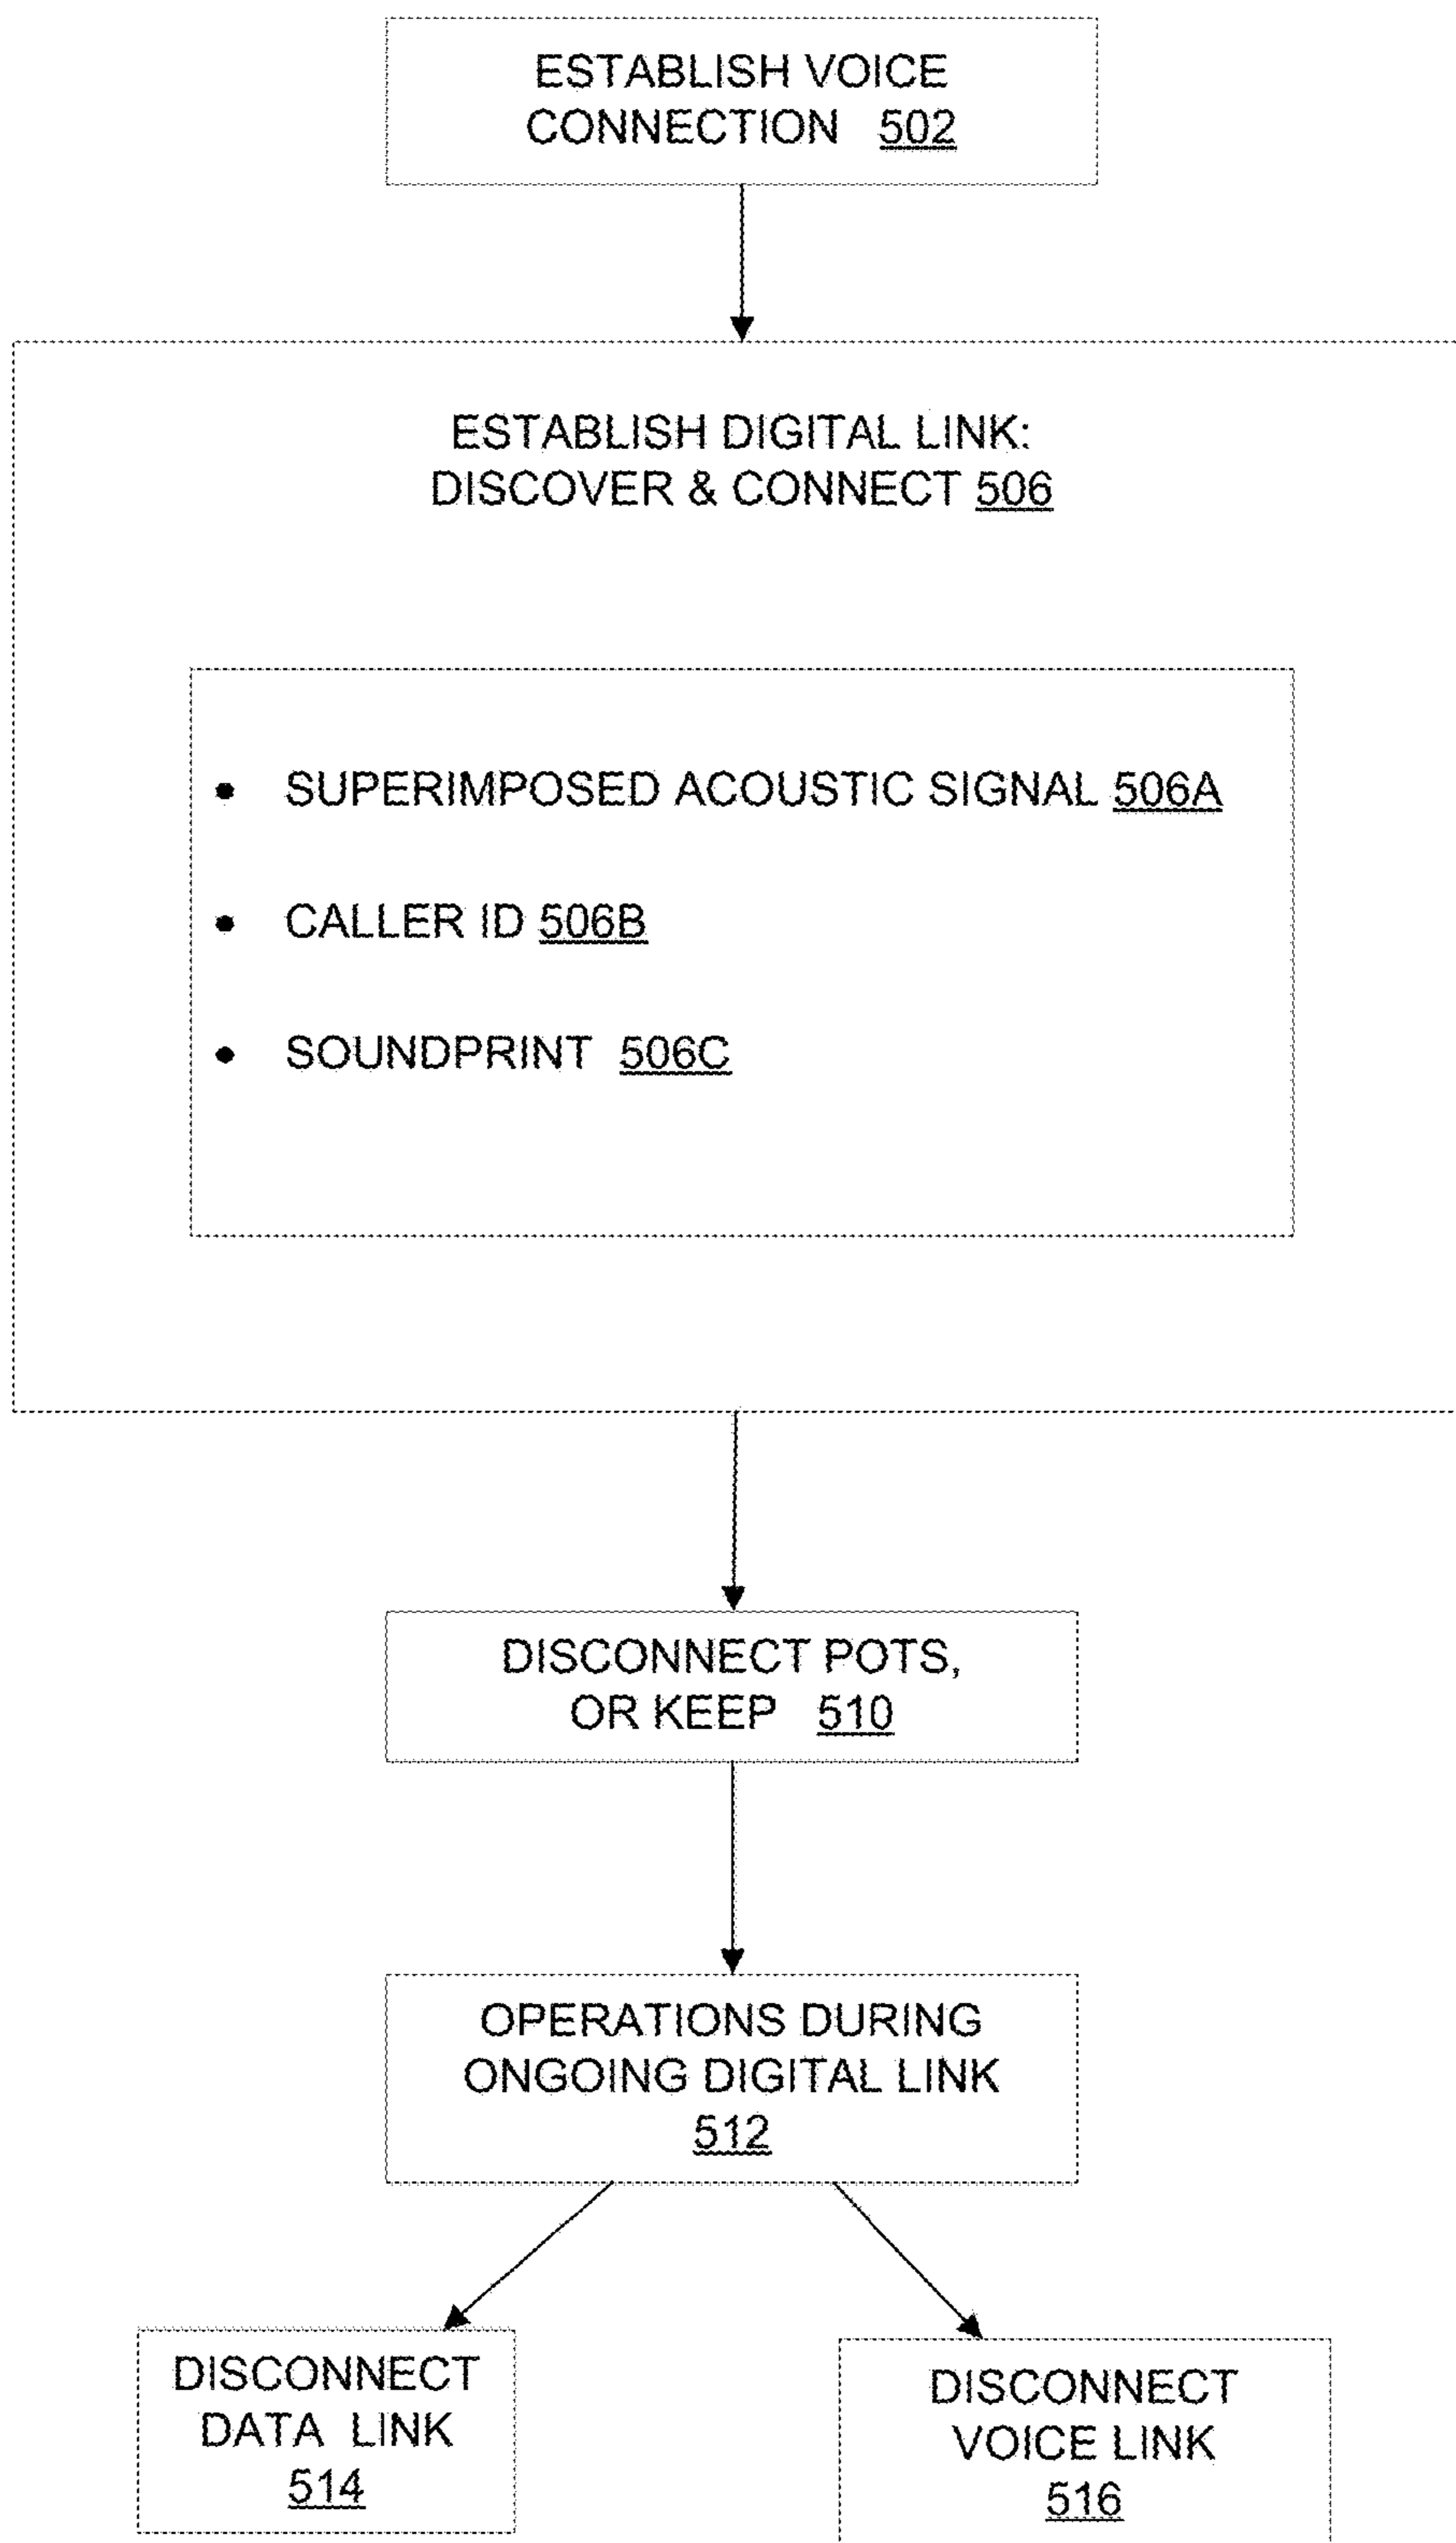 ESTABLISH VOICE
CONNECTION 502
ESTABLISH DIGITAL LINK:
DISCOVER & CONNECT 506
• SUPERIMPOSED ACOUSTIC SIGNAL 506A
• CALLER ID 506B
• SOUNDPRINT 506C
DISCONNECT POTS,
OR KEEP 510
OPERATIONS DURING
ONGOING DIGITAL LINK
512
DISCONNECT
DATA LINK
514
DISCONNECT
VOICE LINK
516